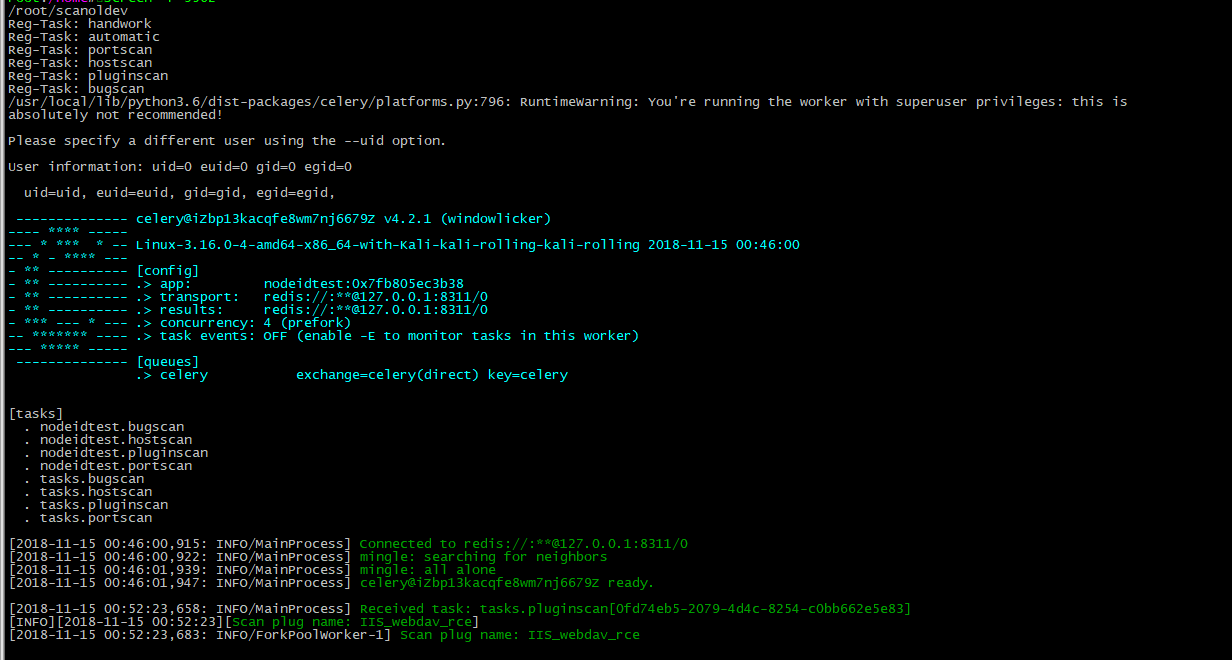 /root/scanoldev
Reg-Task: handwork
Reg-Task: automatic
Reg-Task: portscan
Reg-Task: hostscan
Reg-Task: pluginscan
Reg-Task: bugscan
/usr/local/lib/python3.6/dist-packages/celery/platforms.py:796: RuntimeWarning: You're running the worker with superuser privileges: this is
absolutely not recommended!
Please specify a different user using the --uid option.
User information: uid=0 euid=0 gid=0 egid=0
  uid=uid, euid=euid, gid=gid, egid=egid,
 -------------- celery@iZbp13kacqfe8wm7nj6679Z v4.2.1 (windowlicker)
---- **** -----
--- * ***  * -- Linux-3.16.0-4-amd64-x86_64-with-Kali-kali-rolling-kali-rolling 2018-11-15 00:46:00
-- * - **** ---
- ** ---------- [config]
- ** ---------- .> app:         nodeidtest:0x7fb805ec3b38
- ** ---------- .> transport:   redis://:**@127.0.0.1:8311/0
- ** ---------- .> results:     redis://:**@127.0.0.1:8311/0
- *** --- * --- .> concurrency: 4 (prefork)
-- ******* ---- .> task events: OFF (enable -E to monitor tasks in this worker)
--- ***** -----
 -------------- [queues]
                .> celery           exchange=celery(direct) key=celery
[tasks]
  . nodeidtest.bugscan
  . nodeidtest.hostscan
  . nodeidtest.pluginscan
  . nodeidtest.portscan
  . tasks.bugscan
  . tasks.hostscan
  . tasks.pluginscan
  . tasks.portscan
[2018-11-15 00:46:00,915: INFO/MainProcess] Connected to redis://:**@127.0.0.1:8311/0
[2018-11-15 00:46:00,922: INFO/MainProcess] mingle: searching for neighbors
[2018-11-15 00:46:01,939: INFO/MainProcess] mingle: all alone
[2018-11-15 00:46:01,947: INFO/MainProcess] celery@iZbp13kacqfe8wm7nj6679Z ready.
[2018-11-15 00:52:23,658: INFO/MainProcess] Received task: tasks.pluginscan[0fd74eb5-2079-4d4c-8254-c0bb662e5e83]
[INFO][2018-11-15 00:52:23][Scan plug name: IIS_webdav_rce]
[2018-11-15 00:52:23,683: INFO/ForkPoolWorker-1] Scan plug name: IIS_webdav_rce